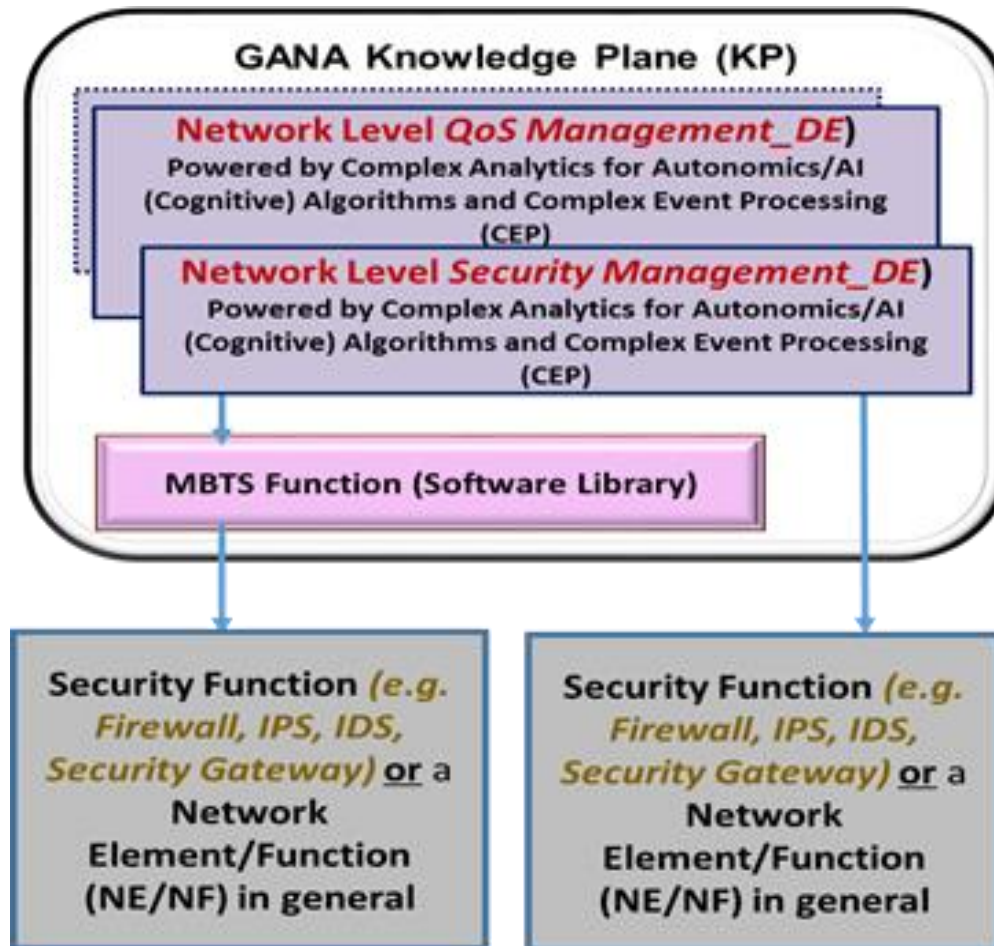 GANA Knowledge Plane (KP)
Network Level QoS Management_DE)
Powered by Complex Analytics for Autonomics/AI
(Cognitive) Algorithms and Complex Event Processing
(CEP)
Network Level Security Management_DE)
Powered by Complex Analytics for Autonomics/AI
(Cognitive) Algorithms and Complex Event Processing
(CEP)
MBTS Function (Software Library)
Security Function (e.g.
Firewall, IPS, IDS,
Security Gateway) or a
Network
Element/Function
(NE/NF) in general
Security Function (e.g.
Firewall, IPS, IDS,
Security Gateway) or a
Network
Element/Function
(NE/NF) in general